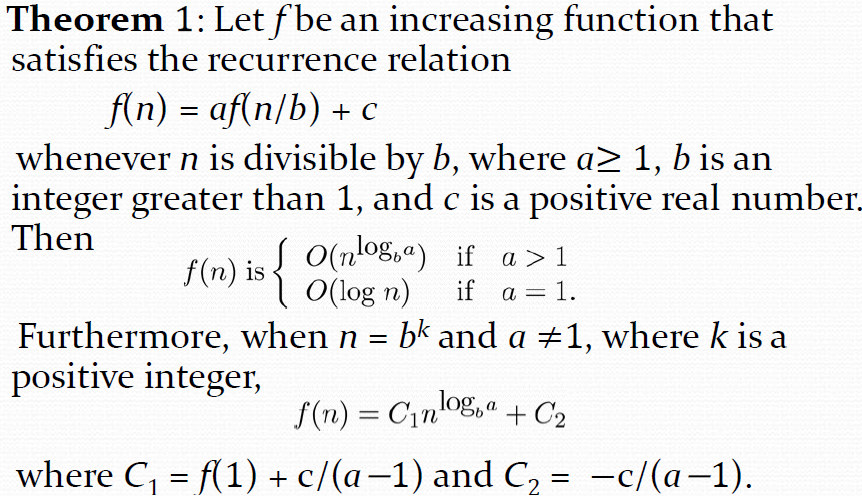 Theorem 1: Let f be an increasing function that
satisfies the recurrence relation
f(n) = af(n/b) + c
whenever n is divisible by b, where a≥ 1, b is an
integer greater than 1, and c is a positive real number.
Then
f(n) is { O(n^{log_b a}) if a > 1
O(log n) if a = 1.
Furthermore, when n = b^k and a ≠1, where k is a
positive integer,
f(n) = C₁n^{log_b a} + C₂
where C₁ = f(1) + c/(a−1) and C₂ = −c/(a−1).